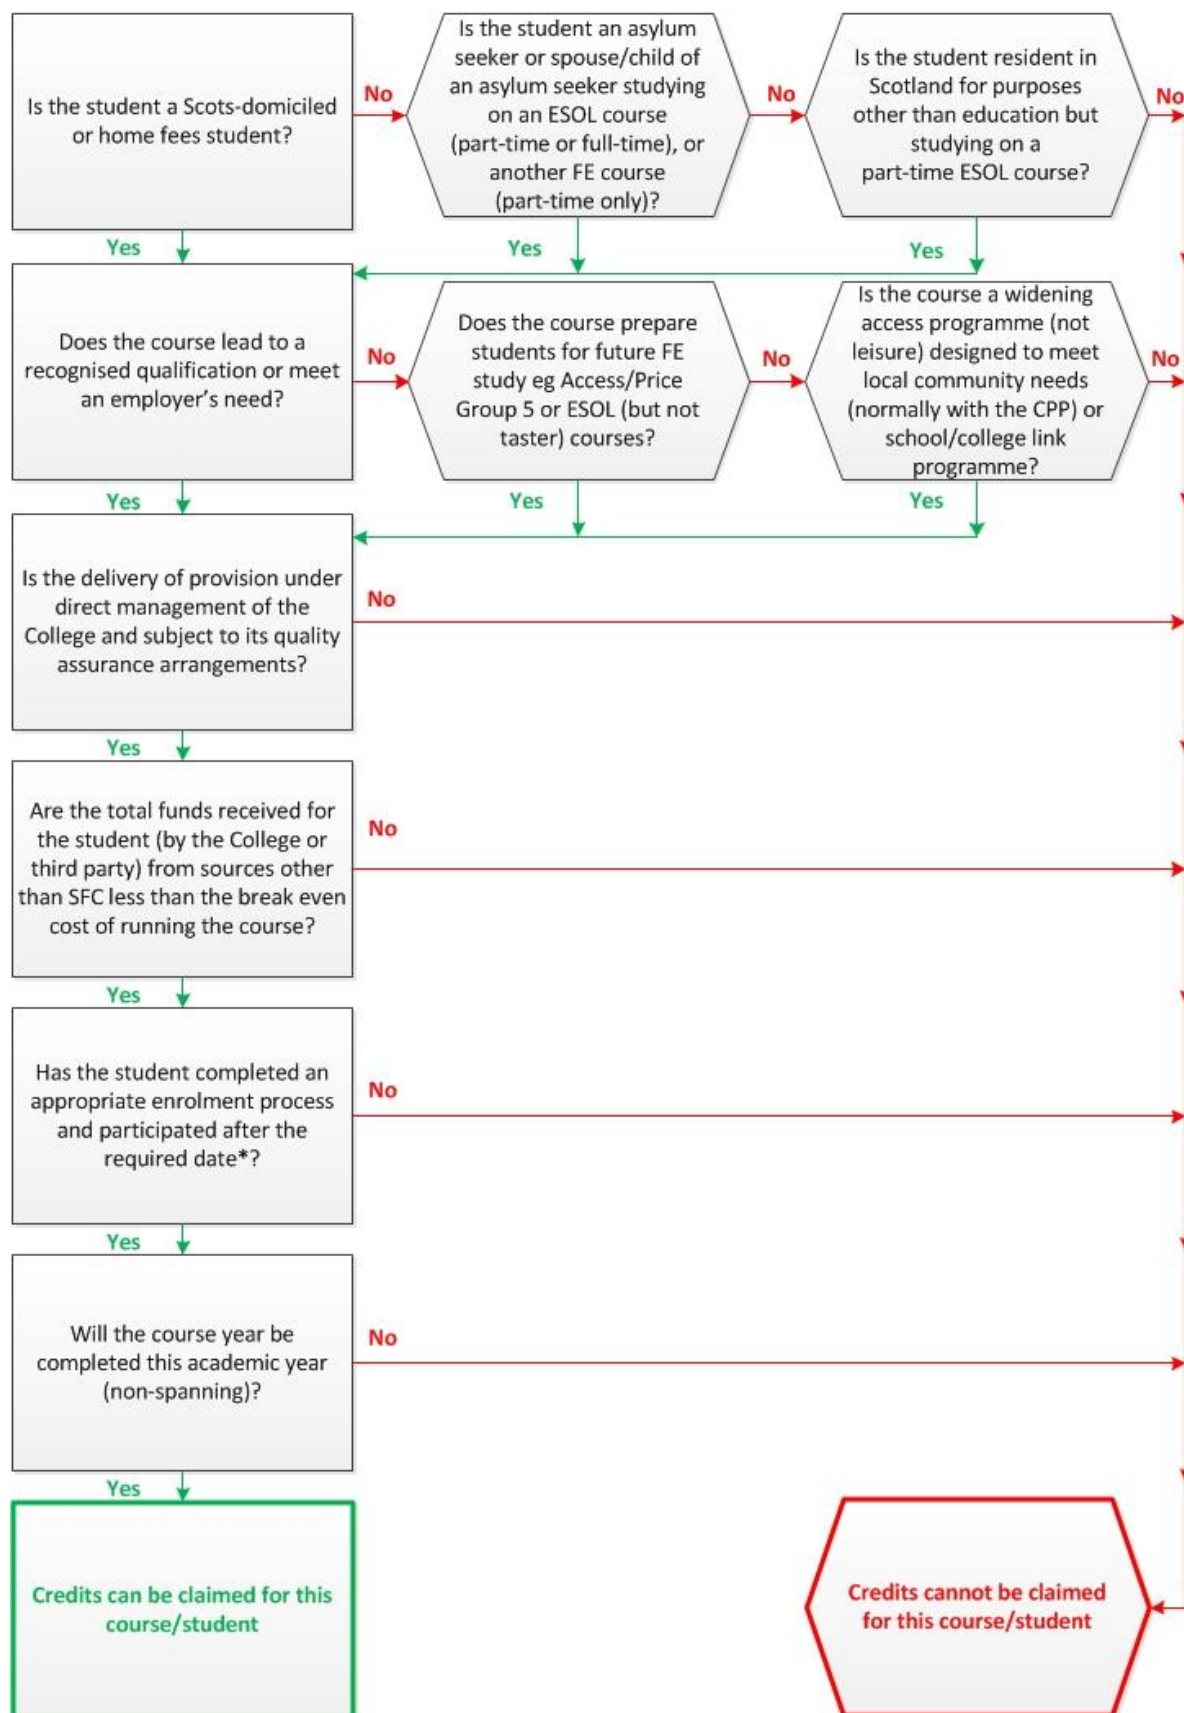 Is the student a Scots-domiciled
or home fees student?
No
Is the student an asylum
seeker or spouse/child of
an asylum seeker studying
on an ESOL course
(part-time or full-time), or
another FE course
(part-time only)?
No
Is the student resident in
Scotland for purposes
other than education but
studying on a
part-time ESOL course?
No
Yes
Yes
Yes
Does the course lead to a
recognised qualification or meet
an employer's need?
No
Does the course prepare
students for future FE
study eg Access/Price
Group 5 or ESOL (but not
taster) courses?
No
Is the course a widening
access programme (not
leisure) designed to meet
local community needs
(normally with the CPP) or
school/college link
programme?
No
Yes
Yes
Yes
Is the delivery of provision under
direct management of the
College and subject to its quality
assurance arrangements?
No
Yes
Are the total funds received for
the student (by the College or
third party) from sources other
than SFC less than the break even
cost of running the course?
No
Yes
Has the student completed an
appropriate enrolment process
and participated after the
required date*?
No
Yes
Will the course year be
completed this academic year
(non-spanning)?
No
Yes
Credits can be claimed for this
course/student
Credits cannot be claimed
for this course/student